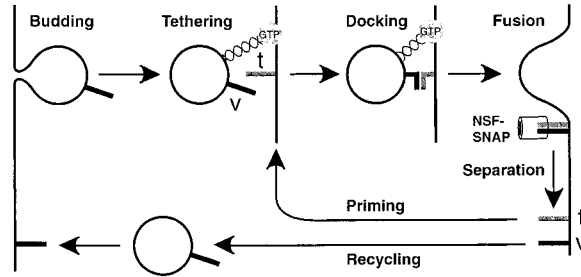 Budding
Tethering
Docking
Fusion
GTP
GTP
t
V
NSF-
SNAP
Separation
Priming
t
V
Recycling